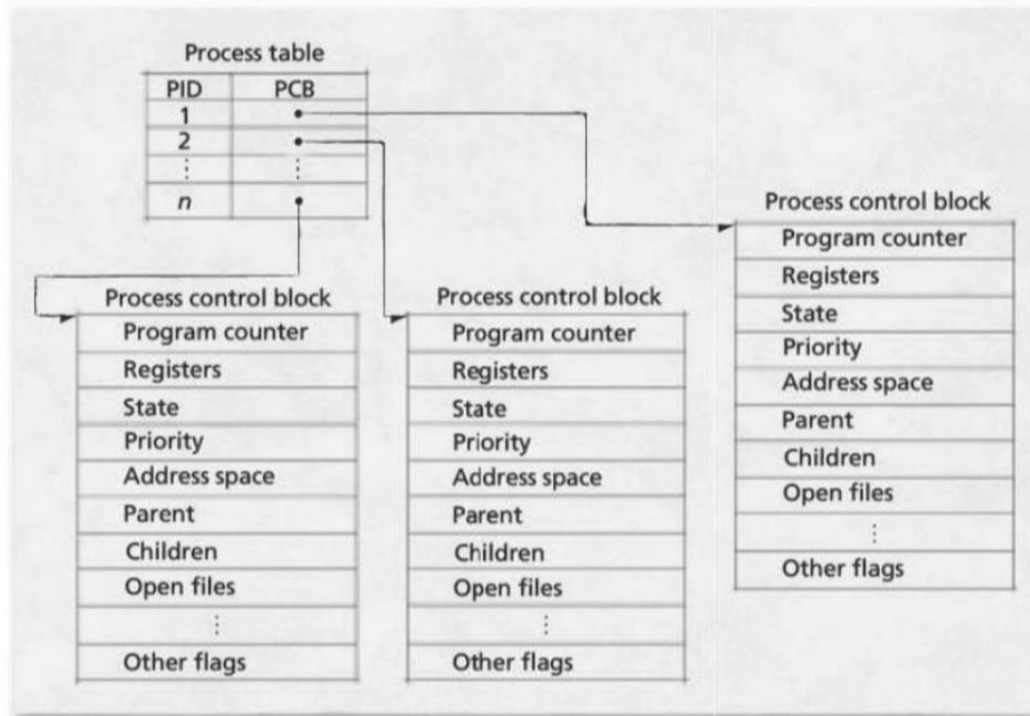 Process table
PID PCB
1
2
⋮ ⋮
n
Process control block
Program counter
Registers
State
Priority
Address space
Parent
Children
Open files
⋮
Other flags
Process control block
Program counter
Registers
State
Priority
Address space
Parent
Children
Open files
⋮
Other flags
Process control block
Program counter
Registers
State
Priority
Address space
Parent
Children
Open files
⋮
Other flags